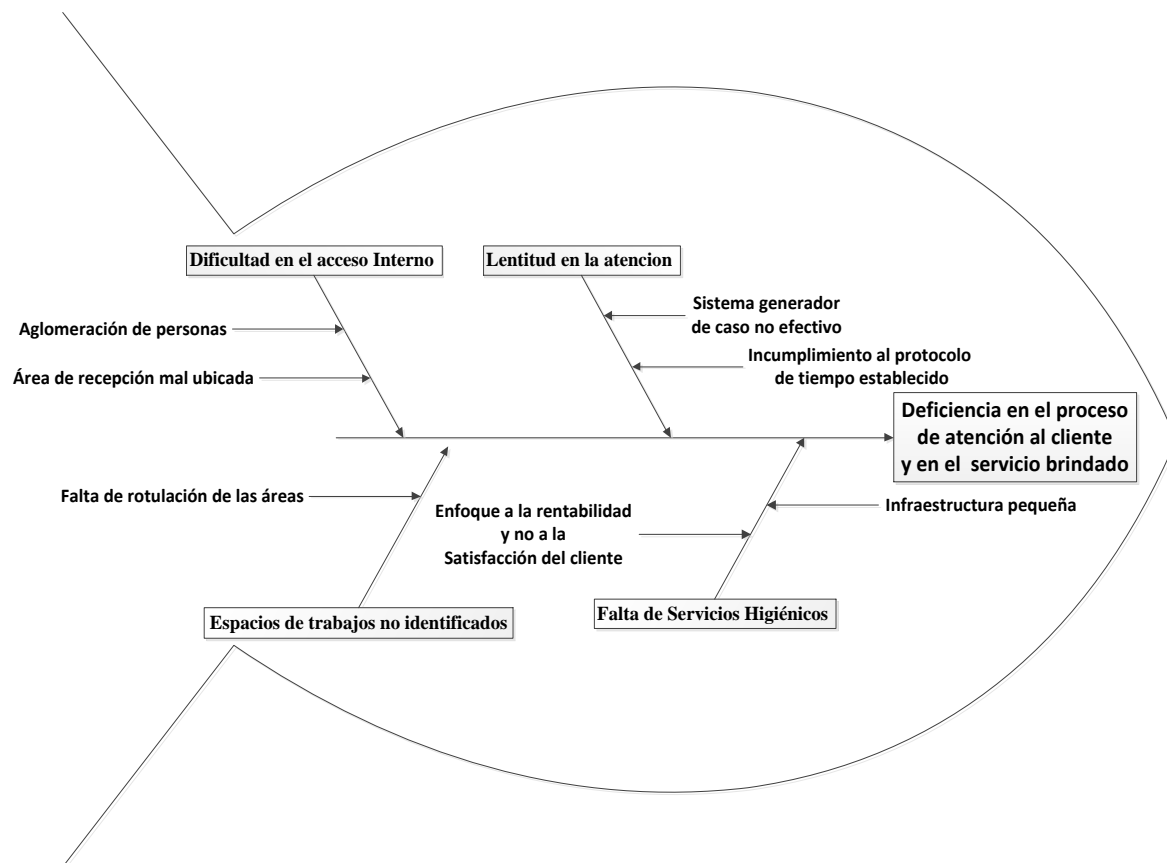 Dificultad en el acceso Interno
Lentitud en la atencion
Aglomeración de personas
Área de recepción mal ubicada
Sistema generador
de caso no efectivo
Incumplimiento al protocolo
de tiempo establecido
Deficiencia en el proceso
de atención al cliente
y en el servicio brindado
Falta de rotulación de las áreas
Enfoque a la rentabilidad
y no a la
Satisfacción del cliente
Infraestructura pequeña
Espacios de trabajos no identificados
Falta de Servicios Higiénicos